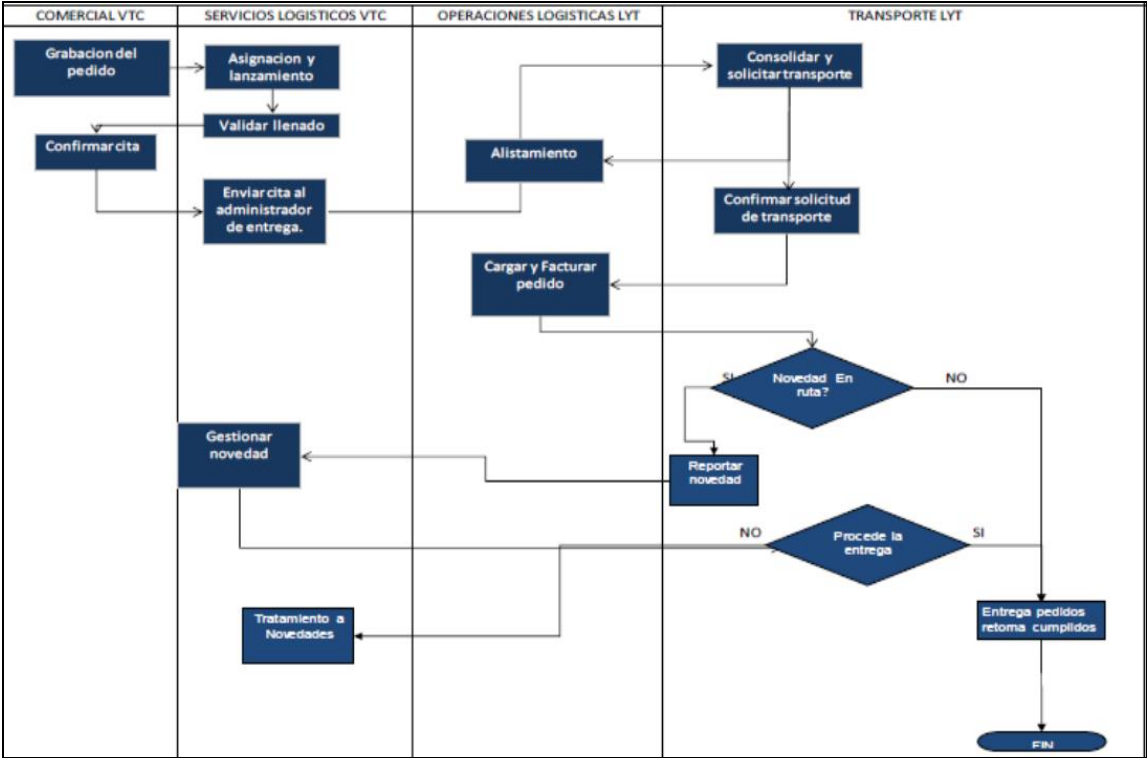 COMERCIAL VTC
SERVICIOS LOGISTICOS VTC
OPERACIONES LOGISTICAS LYT
TRANSPORTE LYT
Grabacion del
pedido
Asignacion y
lanzamiento
Consolidar y
solicitar transporte
Validar llenado
Confirmar cita
Alistamiento
Enviar cita al
administrador
de entrega.
Confirmar solicitud
de transporte
Cargar y Facturar
pedido
SI
Novedad En
ruta?
NO
Gestionar
novedad
Reportar
novedad
NO
Procede la
entrega
SI
Tratamiento a
Novedades
Entrega pedidos
retoma cumplidos
FIN